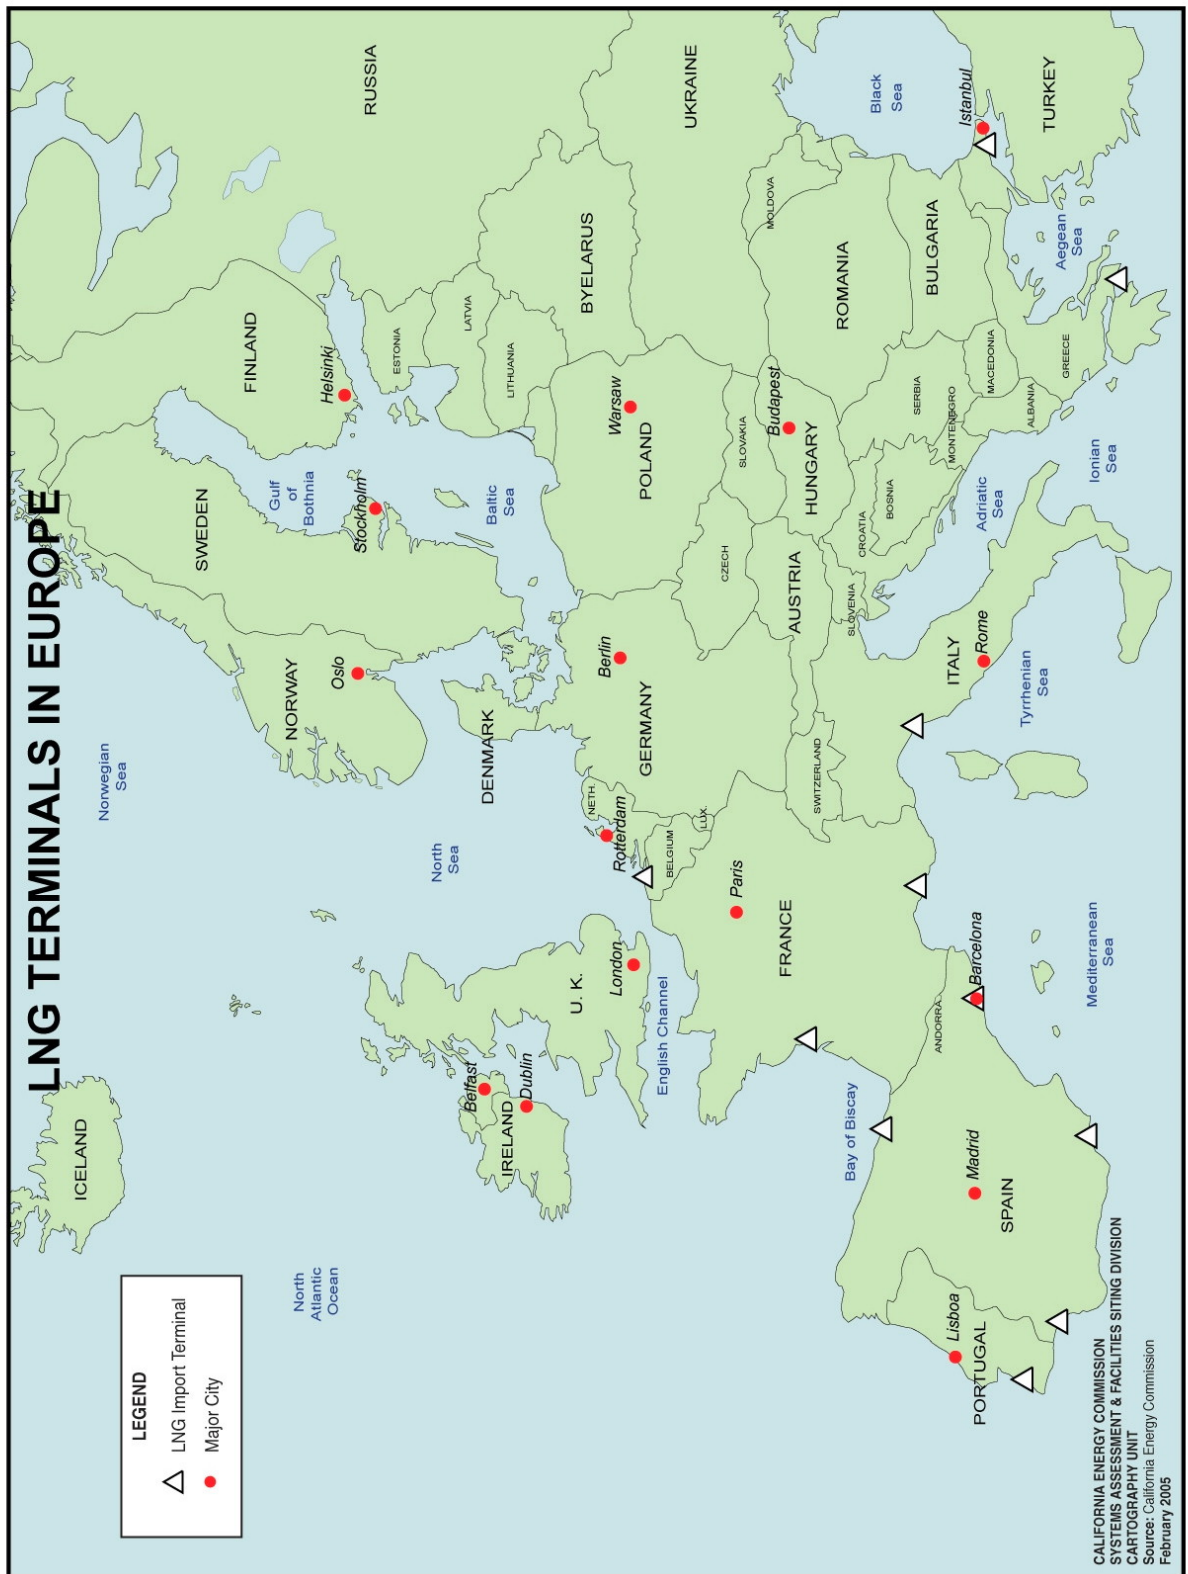 LNG TERMINALS IN EUROPE
ICELAND
Norwegian
Sea
NORWAY
Oslo
SWEDEN
Stockholm
Gulf
of
Bothnia
FINLAND
Helsinki
RUSSIA
ESTONIA
LATVIA
LITHUANIA
Baltic
Sea
BYELARUS
North
Atlantic
Ocean
North
Sea
DENMARK
Belfast
IRELAND
Dublin
U. K.
London
English Channel
NETH.
Rotterdam
BELGIUM
LUX.
GERMANY
Berlin
POLAND
Warsaw
UKRAINE
CZECH
SLOVAKIA
Paris
FRANCE
SWITZERLAND
AUSTRIA
HUNGARY
Budapest
MOLDOVA
ROMANIA
SLOVENIA
CROATIA
BOSNIA
SERBIA
MONTENEGRO
BULGARIA
Black
Sea
MACEDONIA
ALBANIA
GREECE
Istanbul
TURKEY
Aegean
Sea
Ionian
Sea
Adriatic
Sea
ITALY
Rome
Tyrrhenian
Sea
Bay of Biscay
ANDORRA
Barcelona
Mediterranean
Sea
Madrid
SPAIN
Lisboa
PORTUGAL
LEGEND
LNG Import Terminal
Major City
CALIFORNIA ENERGY COMMISSION
SYSTEMS ASSESSMENT & FACILITIES SITING DIVISION
CARTOGRAPHY UNIT
Source: California Energy Commission
February 2005